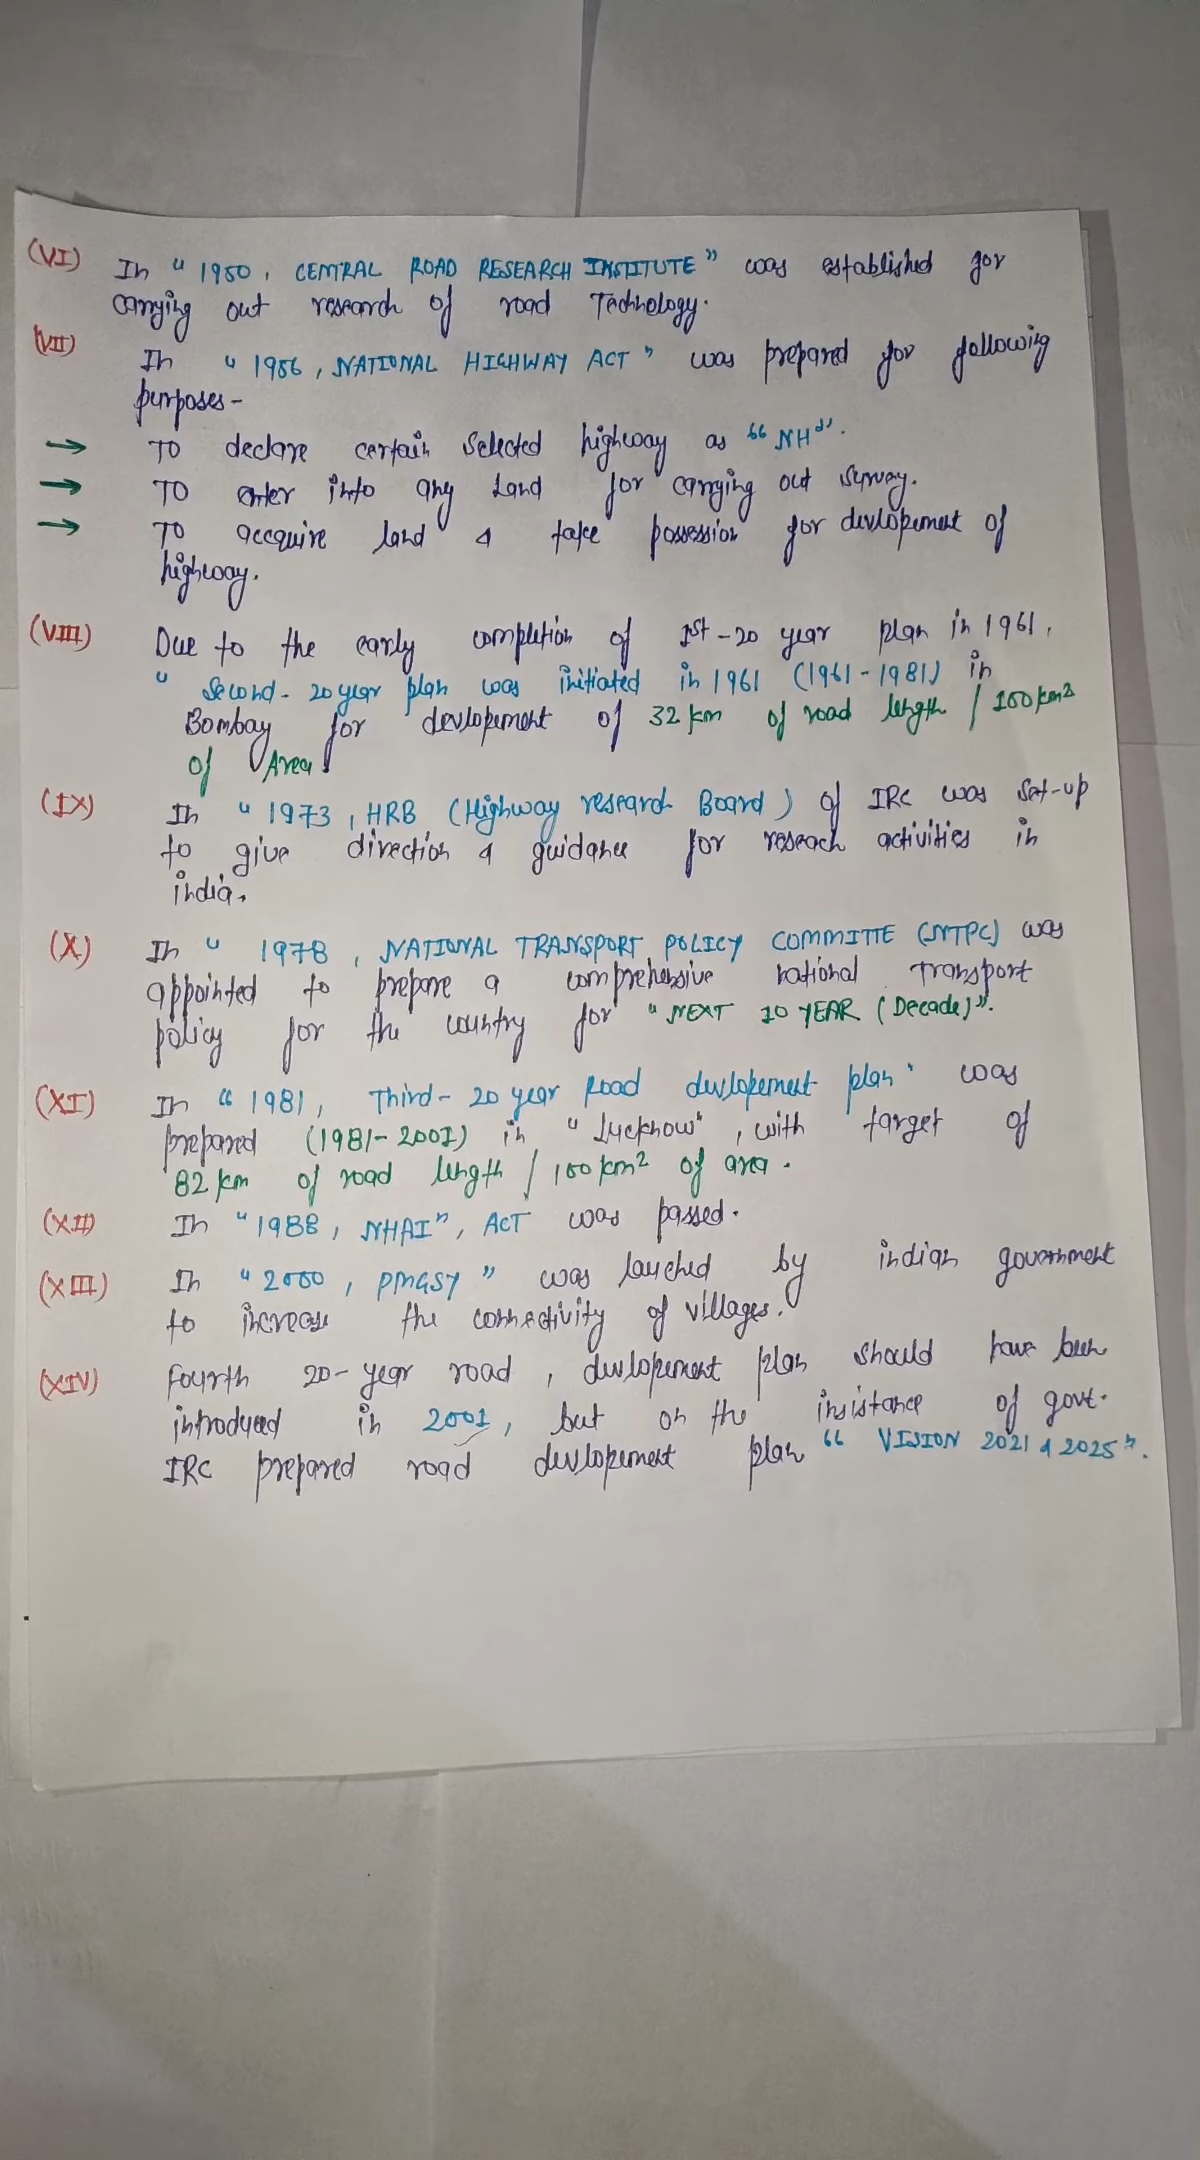 (VI) In "1950, CENTRAL ROAD RESEARCH INSTITUTE" was established for
carrying out research of road Technology.
(VII) In "1956, NATIONAL HIGHWAY ACT" was prepared for following
purposes-
→ TO declare certain selected highway as "NH".
→ TO enter into any Land for carrying out survay.
→ TO accquire land & take possession for devlopement of
highway.
(VIII) Due to the early completion of 1st-20 year plan in 1961,
"Second-20 year plan was initiated in 1961 (1961-1981) in
Bombay for devlopement of 32 km of road length / 100 km²
of Area.
(IX) In "1973, HRB (Highway research Board) of IRC was set-up
to give direction & guidance for reseach activities in
india.
(X) In "1978, NATIONAL TRANSPORT POLICY COMMITTE (NTPC) was
appointed to prepare a comprehensive national Transport
policy for the country for "NEXT 10 YEAR (Decade)".
(XI) In "1981, Third-20 year Road devlopement plan" was
prepared (1981-2001) in "Lucknow", with target of
82 km of road length / 100 km² of area.
(XII) In "1988, NHAI", ACT was passed.
(XIII) In "2000, PMGSY" was lauched by indian government
to increase the connectivity of villages.
(XIV) Fourth 20-year road, devlopement plan should have been
introduced in 2001, but on the insistance of govt.
IRC prepared road devlopement plan "VISION 2021 & 2025".